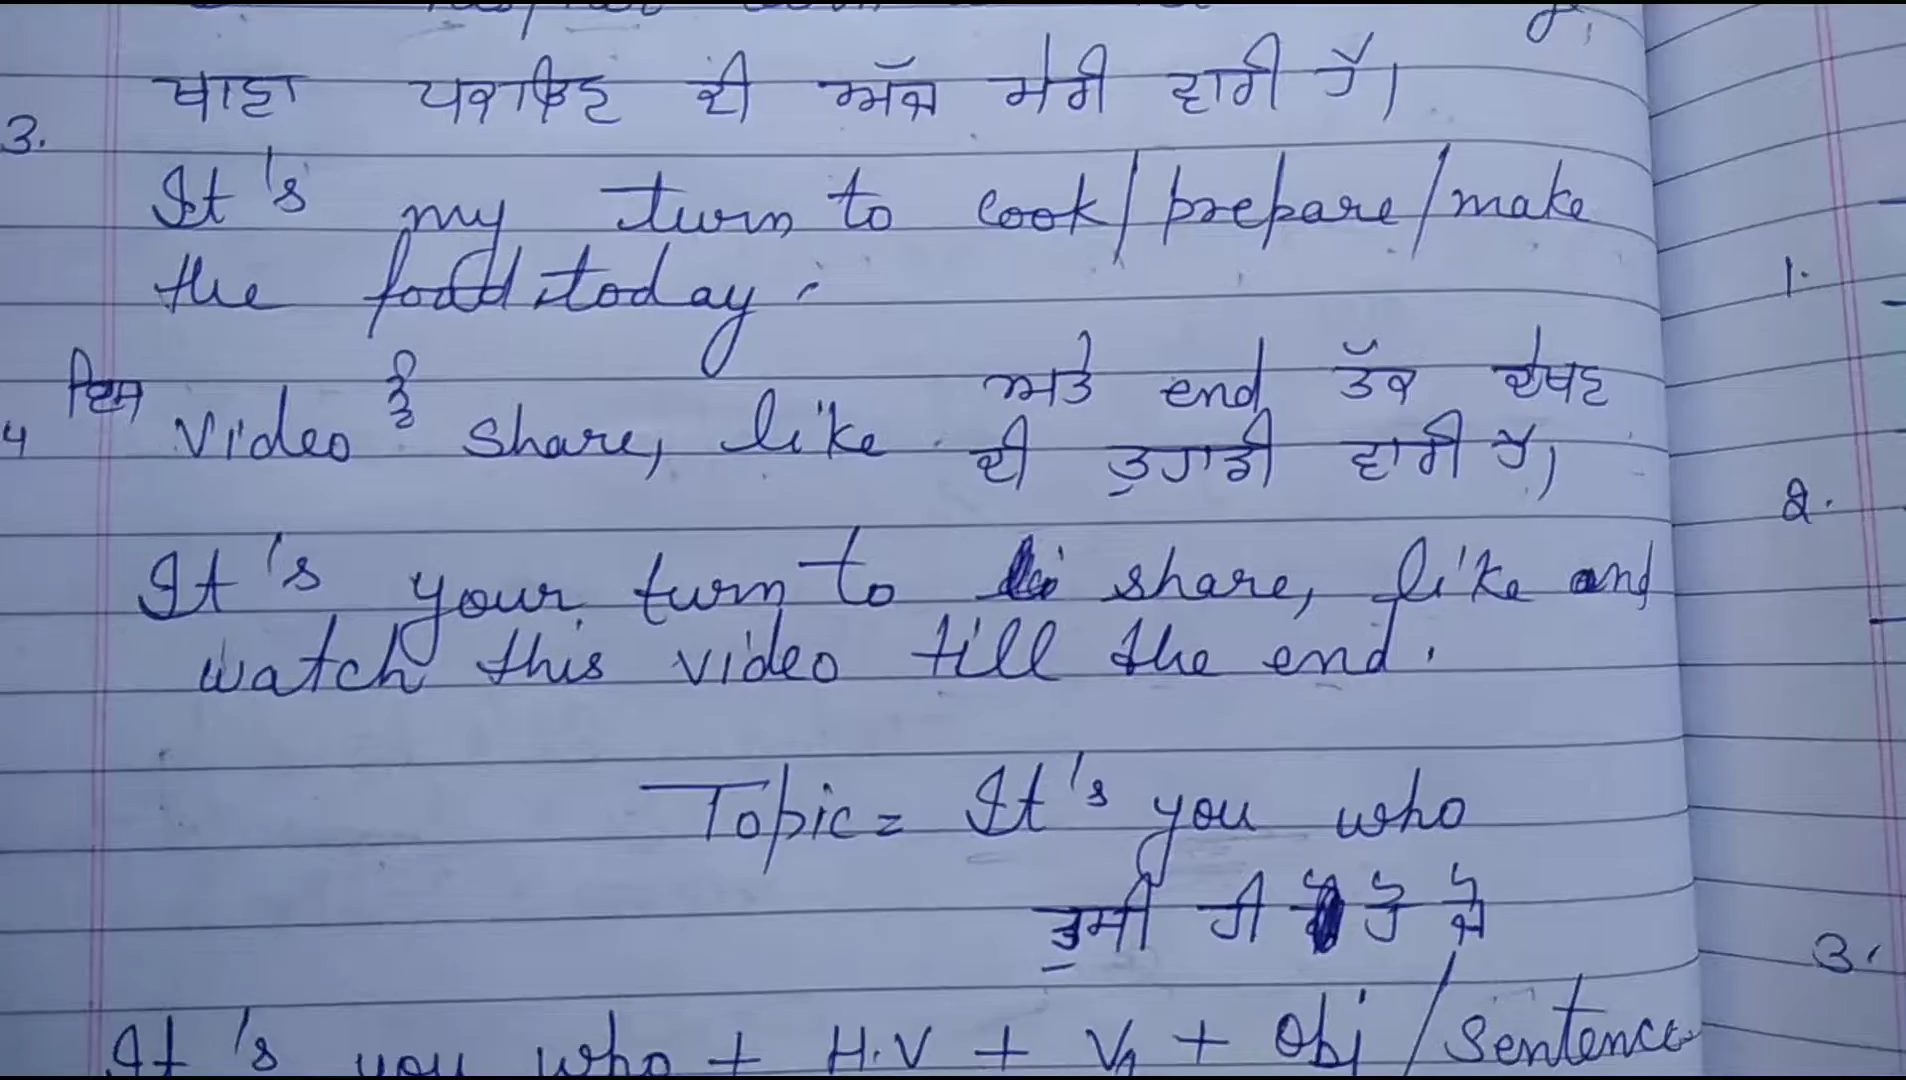 3. ਖਾਣਾ ਪਕਾਉਣ ਦੀ ਅੱਜ ਮੇਰੀ ਵਾਰੀ ਹੈ।
It's my turn to cook/prepare/make
the food today.
4 ਇਸ video ਨੂੰ share, like ਅਤੇ end ਤੱਕ ਦੇਖਣ
ਦੀ ਤੁਹਾਡੀ ਵਾਰੀ ਹੈ।
It's your turn to share, like and
watch this video till the end.
Topic = It's you who
ਤੁਸੀ ਹੀ ਹੋ ਜੋ
It's you who + H.V + V1 + Obj/Sentence
1.
2.
3.